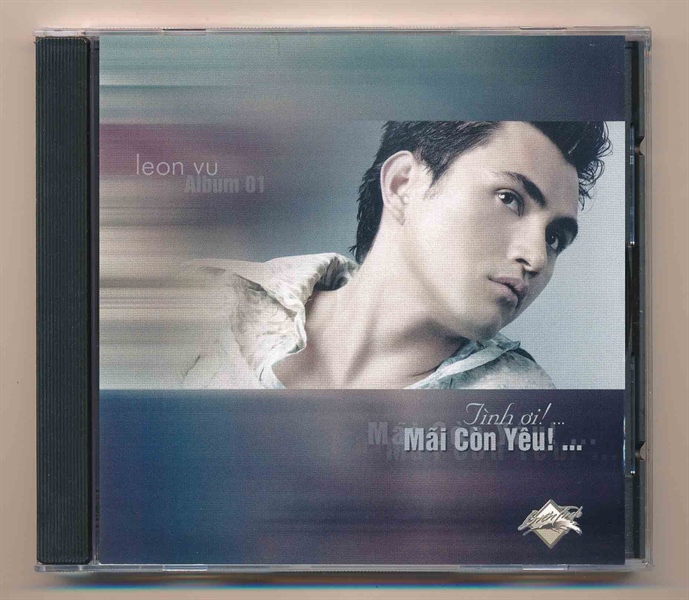 leon vu
Album 01
Tình ơi! ...
Mãi Còn Yêu! ...